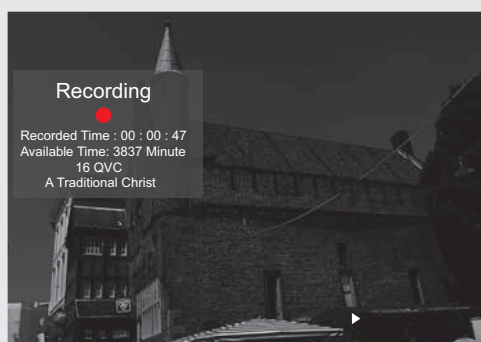 Recording
Recorded Time : 00 : 00 : 47
Available Time: 3837 Minute
16 QVC
A Traditional Christ